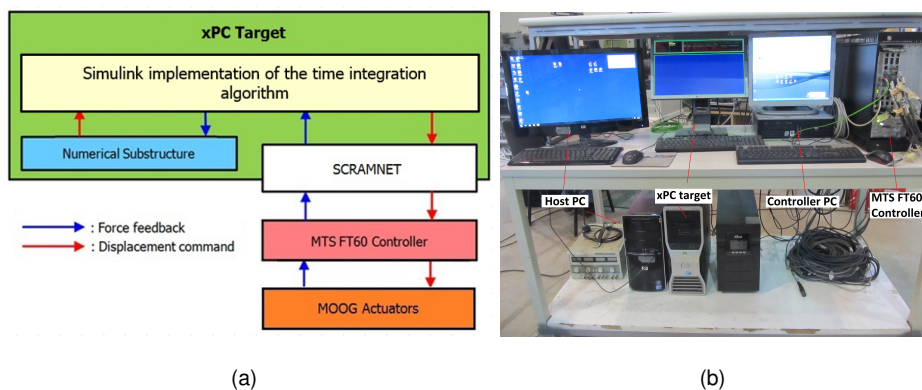 xPC Target
Simulink implementation of the time integration
algorithm
Numerical Substructure
SCRAMNET
: Force feedback
: Displacement command
MTS FT60 Controller
MOOG Actuators
(a)
Host PC
xPC target
Controller PC
MTS FT60
Controller
(b)